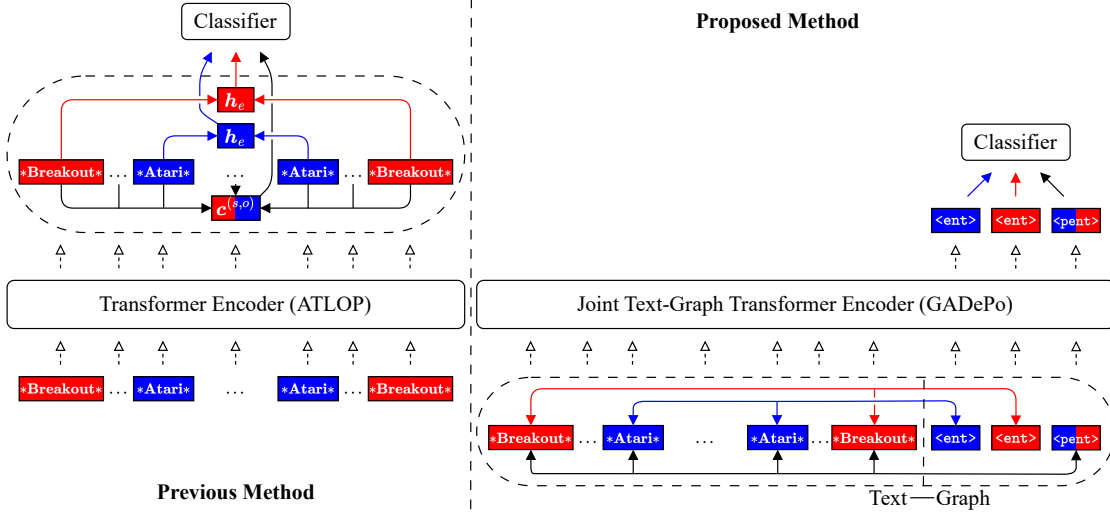 Classifier
h_e
h_e
*Breakout* ... *Atari* ... *Atari* ... *Breakout*
c^(s,o)
Transformer Encoder (ATLOP)
*Breakout* ... *Atari* ... *Atari* ... *Breakout*
Previous Method
Proposed Method
Classifier
<ent> <ent> <pent>
Joint Text-Graph Transformer Encoder (GADePo)
*Breakout* ... *Atari* ... *Atari* ... *Breakout* <ent> <ent> <pent>
Text — Graph